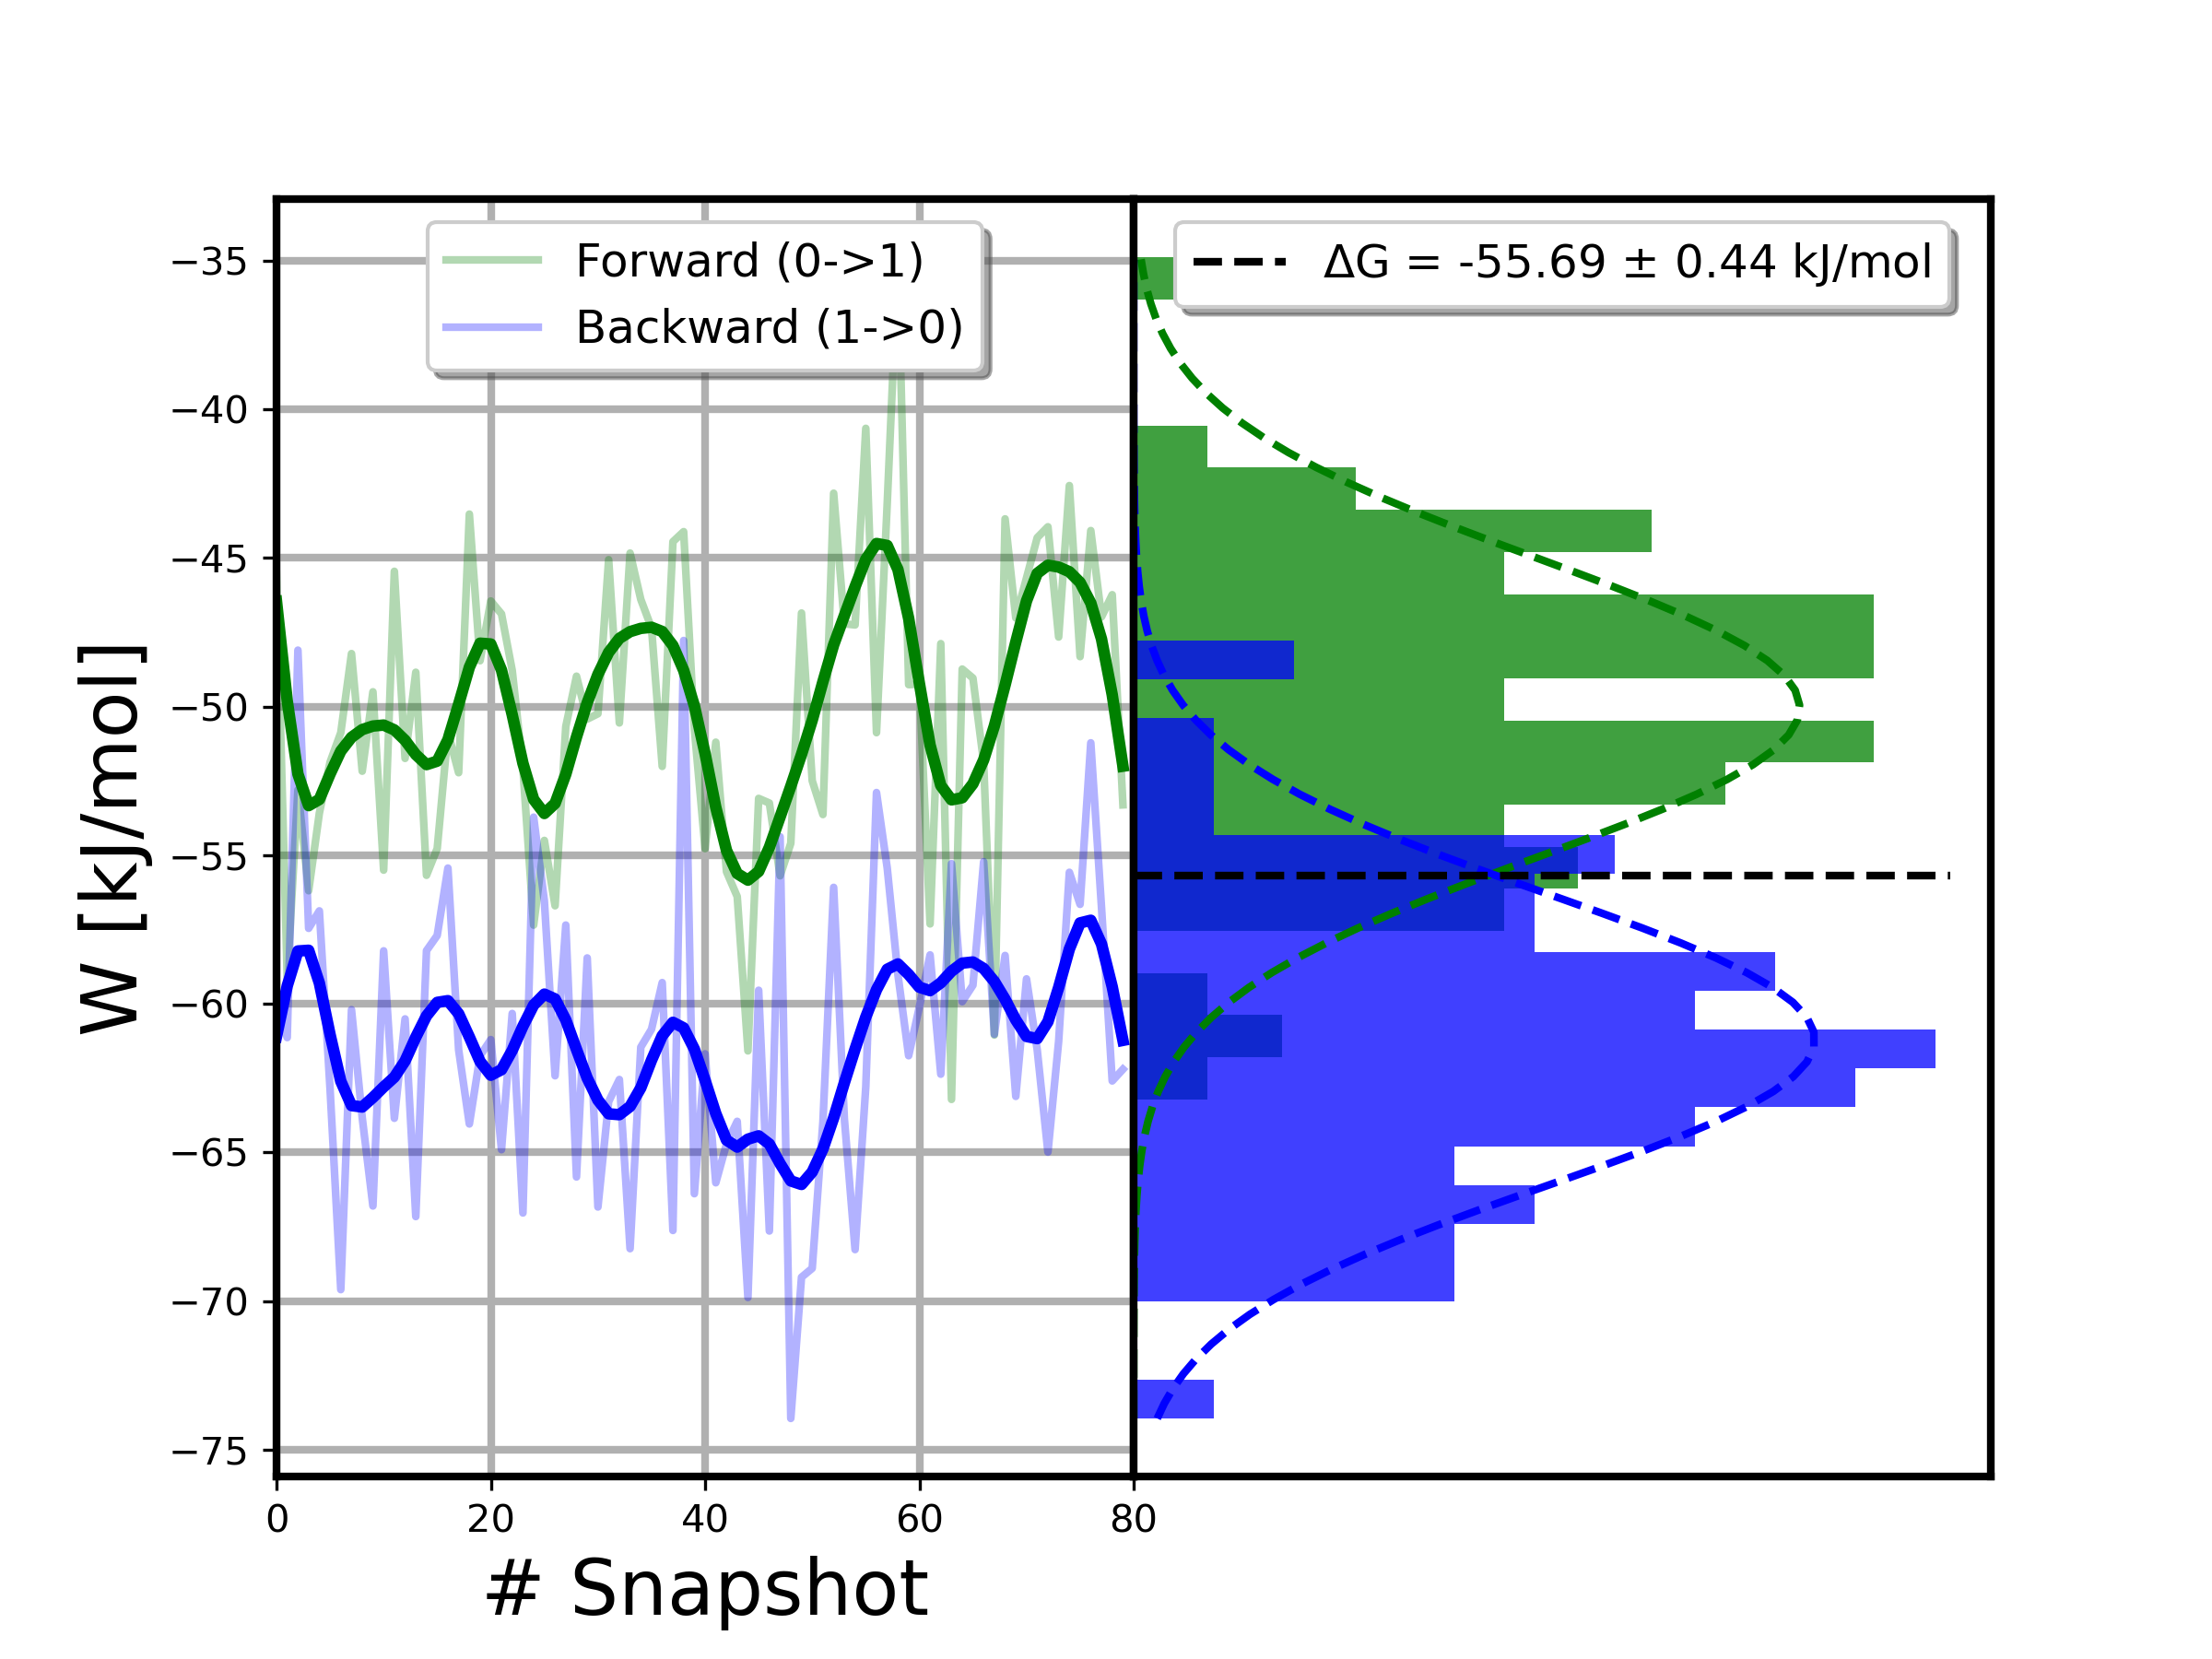 Forward (0->1)
Backward (1->0)
ΔG = -55.69 ± 0.44 kJ/mol
−35
−40
−45
−50
−55
−60
−65
−70
−75
W [kJ/mol]
0 20 40 60 80
# Snapshot